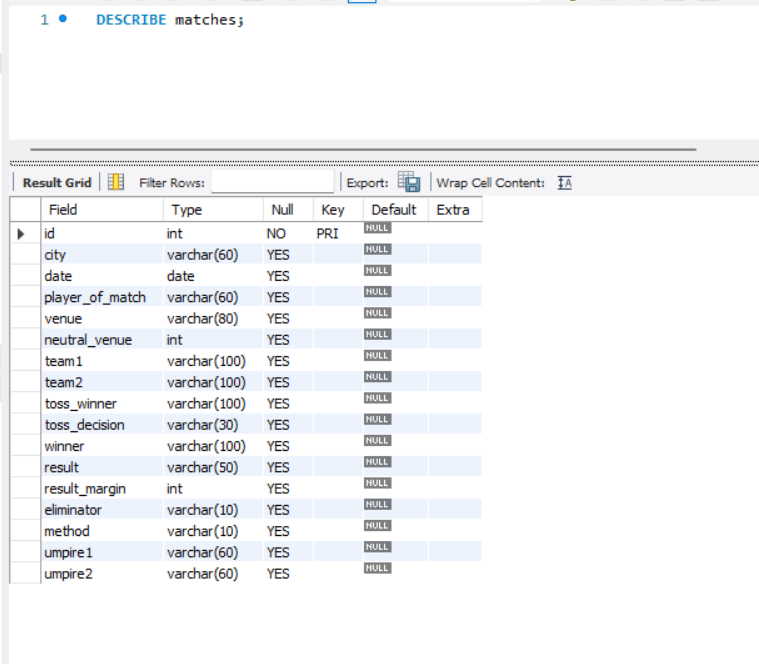 1 DESCRIBE matches;
Result Grid Filter Rows: Export: Wrap Cell Content: IA
Field Type Null Key Default Extra
id int NO PRI NULL
city varchar(60) YES NULL
date date YES NULL
player_of_match varchar(60) YES NULL
venue varchar(80) YES NULL
neutral_venue int YES NULL
team1 varchar(100) YES NULL
team2 varchar(100) YES NULL
toss_winner varchar(100) YES NULL
toss_decision varchar(30) YES NULL
winner varchar(100) YES NULL
result varchar(50) YES NULL
result_margin int YES NULL
eliminator varchar(10) YES NULL
method varchar(10) YES NULL
umpire1 varchar(60) YES NULL
umpire2 varchar(60) YES NULL